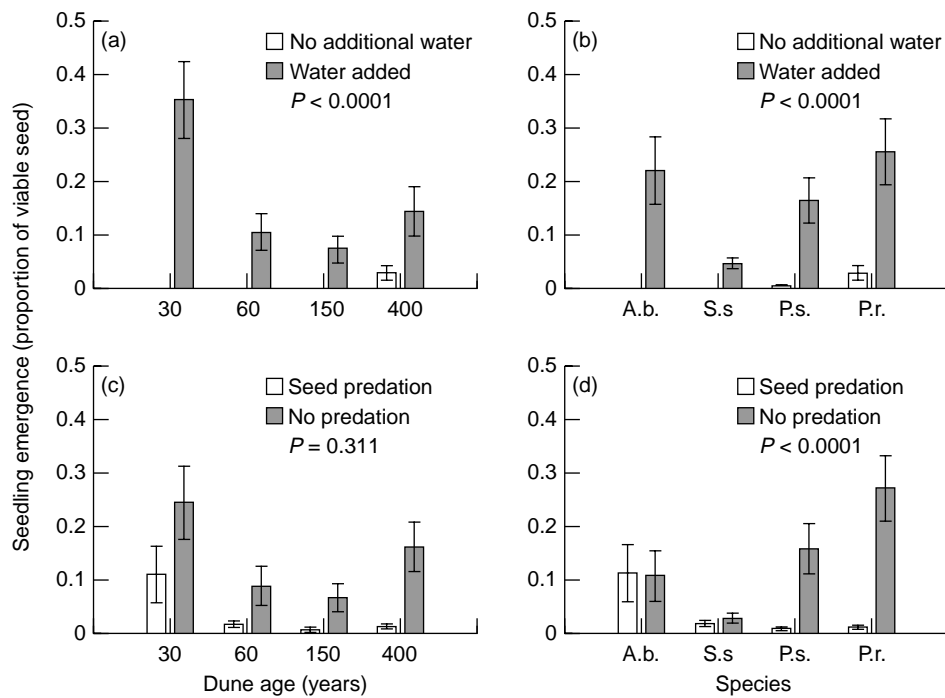 Seedling emergence (proportion of viable seed)
(a)
No additional water
Water added
P < 0.0001
0.5
0.4
0.3
0.2
0.1
0
30 60 150 400
(b)
No additional water
Water added
P < 0.0001
0.5
0.4
0.3
0.2
0.1
0
A.b. S.s P.s. P.r.
(c)
Seed predation
No predation
P = 0.311
0.5
0.4
0.3
0.2
0.1
0
30 60 150 400
Dune age (years)
(d)
Seed predation
No predation
P < 0.0001
0.5
0.4
0.3
0.2
0.1
0
A.b. S.s P.s. P.r.
Species